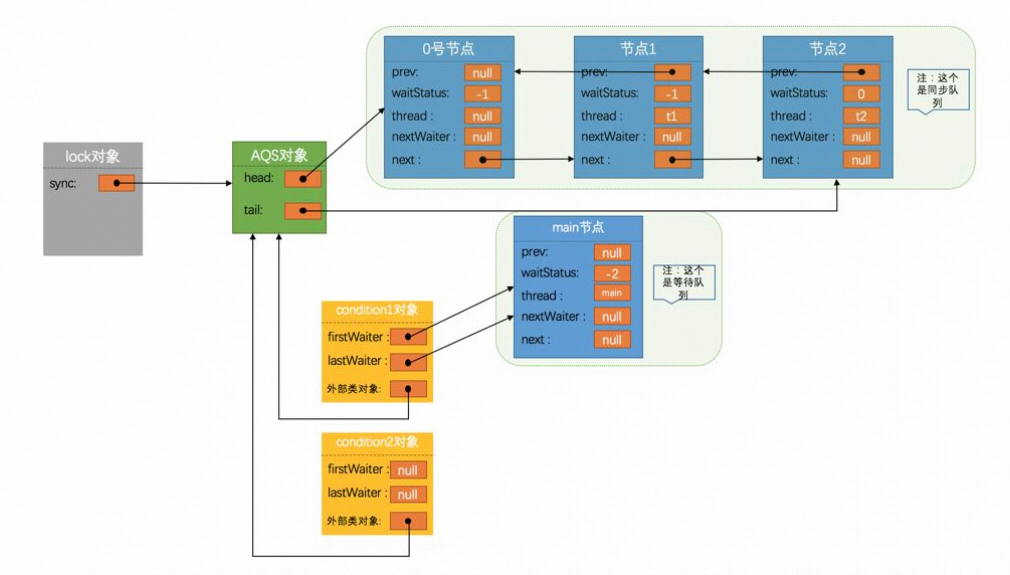 0号节点
prev: null
waitStatus: -1
thread : null
nextWaiter : null
next :
节点1
prev:
waitStatus: -1
thread : t1
nextWaiter : null
next :
节点2
prev:
waitStatus: 0
thread : t2
nextWaiter : null
next : null
注：这个
是同步队
列
lock对象
sync:
AQS对象
head:
tail:
main节点
prev: null
waitStatus: -2
thread : main
nextWaiter : null
next : null
注：这个
是等待队
列
condition1对象
firstWaiter :
lastWaiter :
外部类对象:
condition2对象
firstWaiter : null
lastWaiter : null
外部类对象: